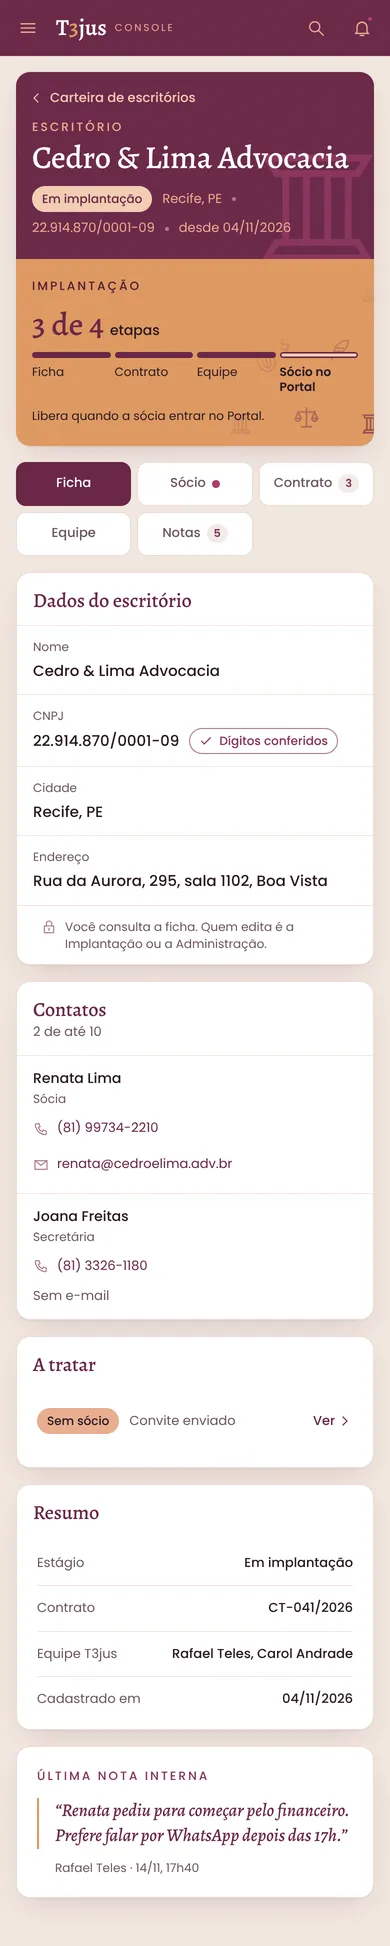 T3jus CONSOLE
Carteira de escritórios
ESCRITÓRIO
Cedro & Lima Advocacia
Em implantação Recife, PE •
22.914.870/0001-09 • desde 04/11/2026
IMPLANTAÇÃO
3 de 4 etapas
Ficha Contrato Equipe Sócio no
Portal
Libera quando a sócia entrar no Portal.
Ficha Sócio Contrato 3
Equipe Notas 5
Dados do escritório
Nome
Cedro & Lima Advocacia
CNPJ
22.914.870/0001-09 Dígitos conferidos
Cidade
Recife, PE
Endereço
Rua da Aurora, 295, sala 1102, Boa Vista
Você consulta a ficha. Quem edita é a
Implantação ou a Administração.
Contatos
2 de até 10
Renata Lima
Sócia
(81) 99734-2210
renata@cedroelima.adv.br
Joana Freitas
Secretária
(81) 3326-1180
Sem e-mail
A tratar
Sem sócio Convite enviado Ver
Resumo
Estágio Em implantação
Contrato CT-041/2026
Equipe T3jus Rafael Teles, Carol Andrade
Cadastrado em 04/11/2026
ÚLTIMA NOTA INTERNA
“Renata pediu para começar pelo financeiro.
Prefere falar por WhatsApp depois das 17h.”
Rafael Teles · 14/11, 17h40